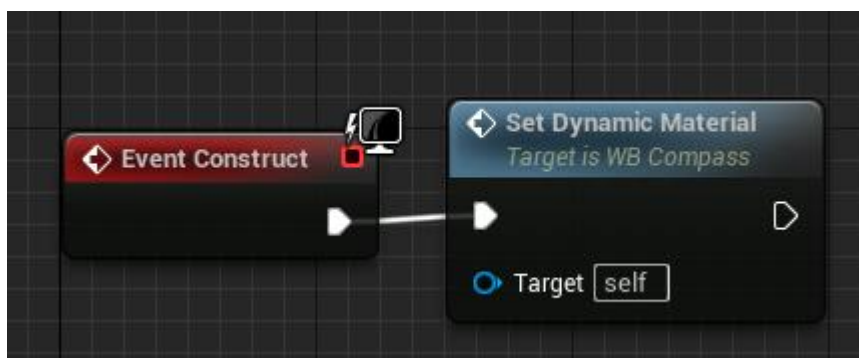 Event Construct
Set Dynamic Material
Target is WB Compass
Target self